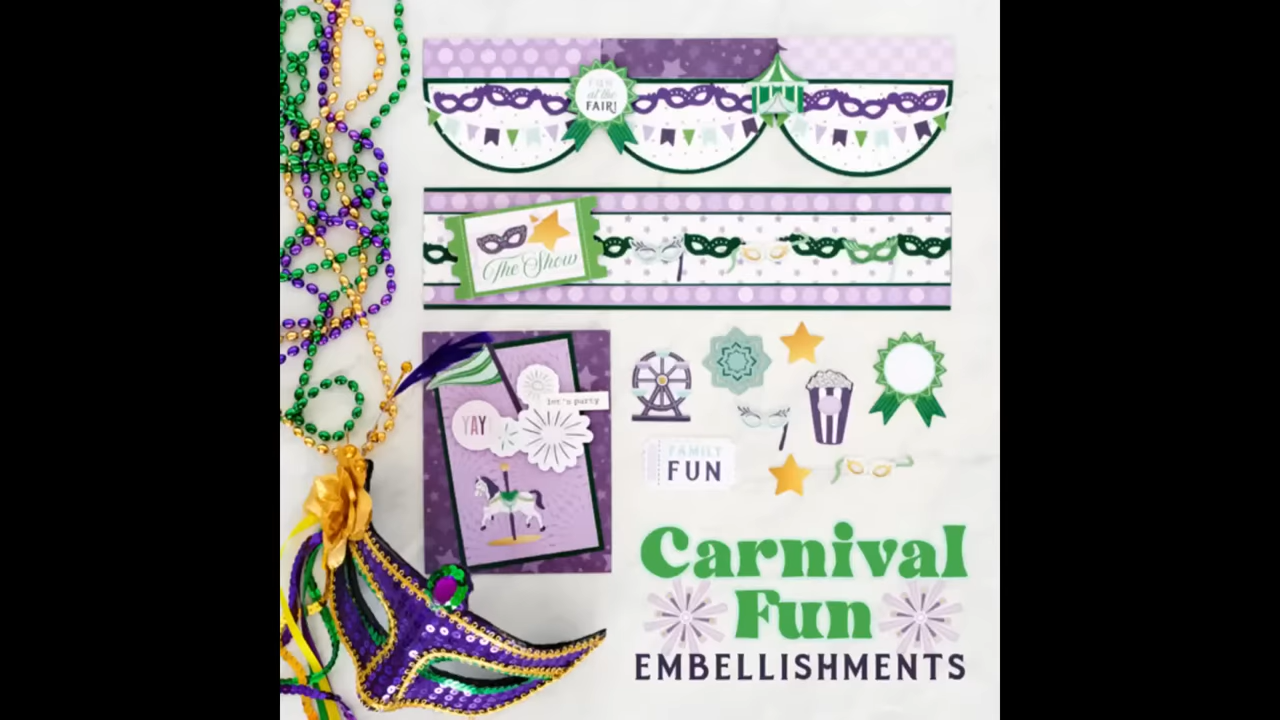 FUN
at the
FAIR!
The Show
let's party
YAY!
FAMILY
FUN
Carnival
Fun
EMBELLISHMENTS